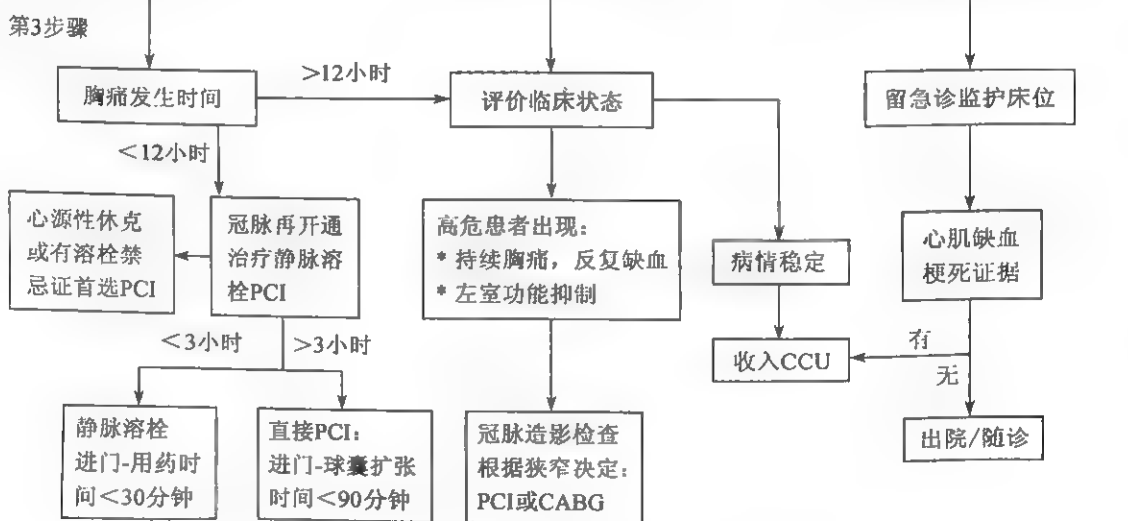 第3步骤
胸痛发生时间
>12小时
评价临床状态
留急诊监护床位
<12小时
心源性休克
或有溶栓禁
忌证首选PCI
冠脉再开通
治疗静脉溶
栓PCI
高危患者出现：
* 持续胸痛，反复缺血
* 左室功能抑制
病情稳定
心肌缺血
梗死证据
<3小时
>3小时
收入CCU
有
无
静脉溶栓
进门-用药时
间<30分钟
直接PCI：
进门-球囊扩张
时间<90分钟
冠脉造影检查
根据狭窄决定：
PCI或CABG
出院/随诊